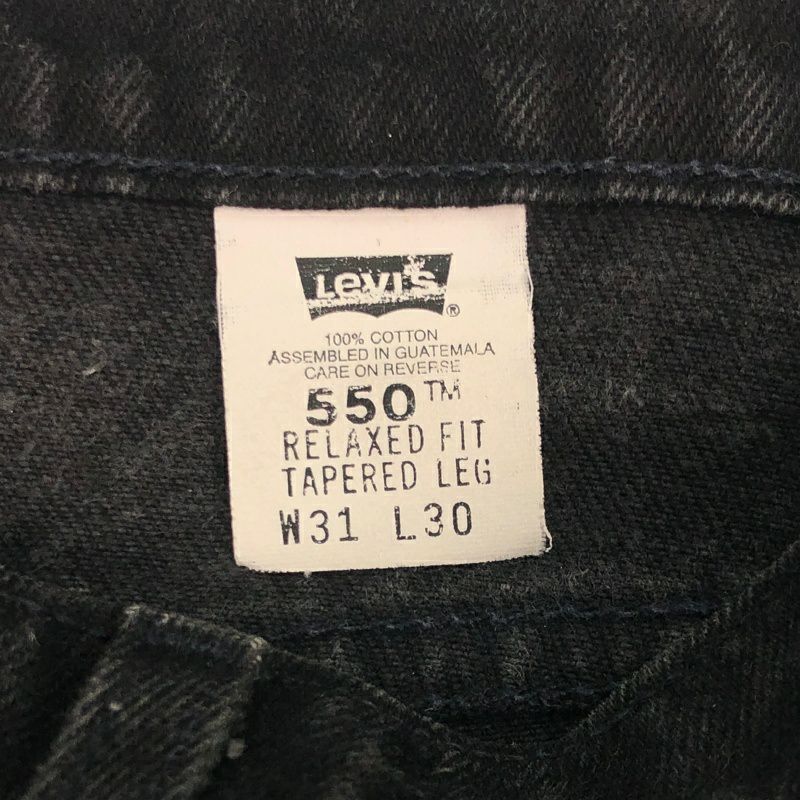 Levi's
®
100% COTTON
ASSEMBLED IN GUATEMALA
CARE ON REVERSE
550™
RELAXED FIT
TAPERED LEG
W31 L30